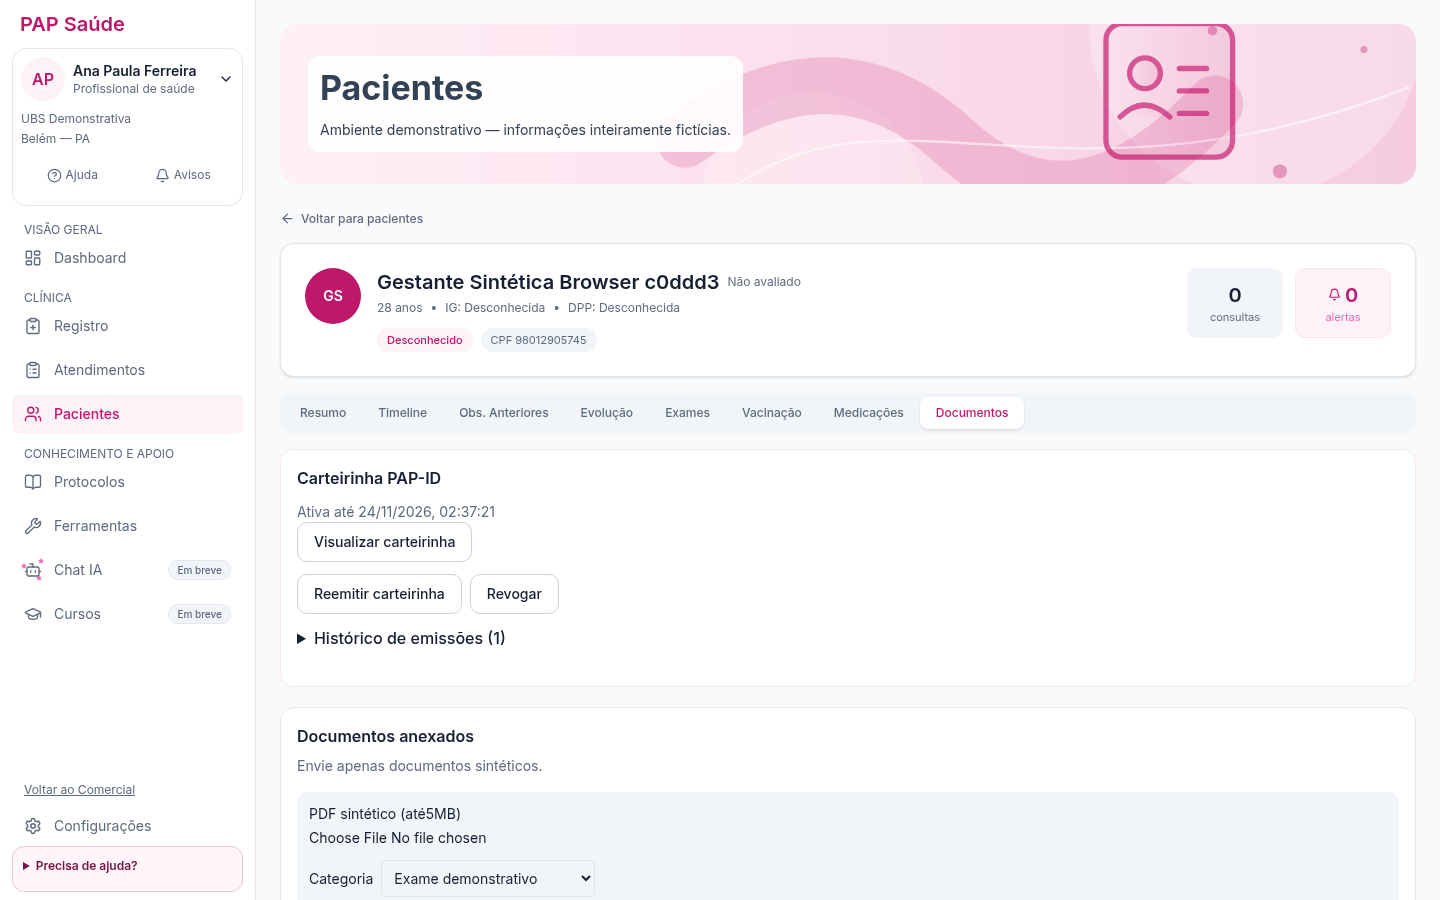 PAP Saúde
AP
Ana Paula Ferreira
Profissional de saúde
UBS Demonstrativa
Belém — PA
Ajuda
Avisos
VISÃO GERAL
Dashboard
CLÍNICA
Registro
Atendimentos
Pacientes
CONHECIMENTO E APOIO
Protocolos
Ferramentas
Chat IA
Em breve
Cursos
Em breve
Voltar ao Comercial
Configurações
Precisa de ajuda?
Pacientes
Ambiente demonstrativo — informações inteiramente fictícias.
Voltar para pacientes
GS
Gestante Sintética Browser c0ddd3 Não avaliado
28 anos • IG: Desconhecida • DPP: Desconhecida
Desconhecido
CPF 98012905745
0
consultas
0
alertas
Resumo
Timeline
Obs. Anteriores
Evolução
Exames
Vacinação
Medicações
Documentos
Carteirinha PAP-ID
Ativa até 24/11/2026, 02:37:21
Visualizar carteirinha
Reemitir carteirinha
Revogar
Histórico de emissões (1)
Documentos anexados
Envie apenas documentos sintéticos.
PDF sintético (até5MB)
Choose File No file chosen
Categoria
Exame demonstrativo